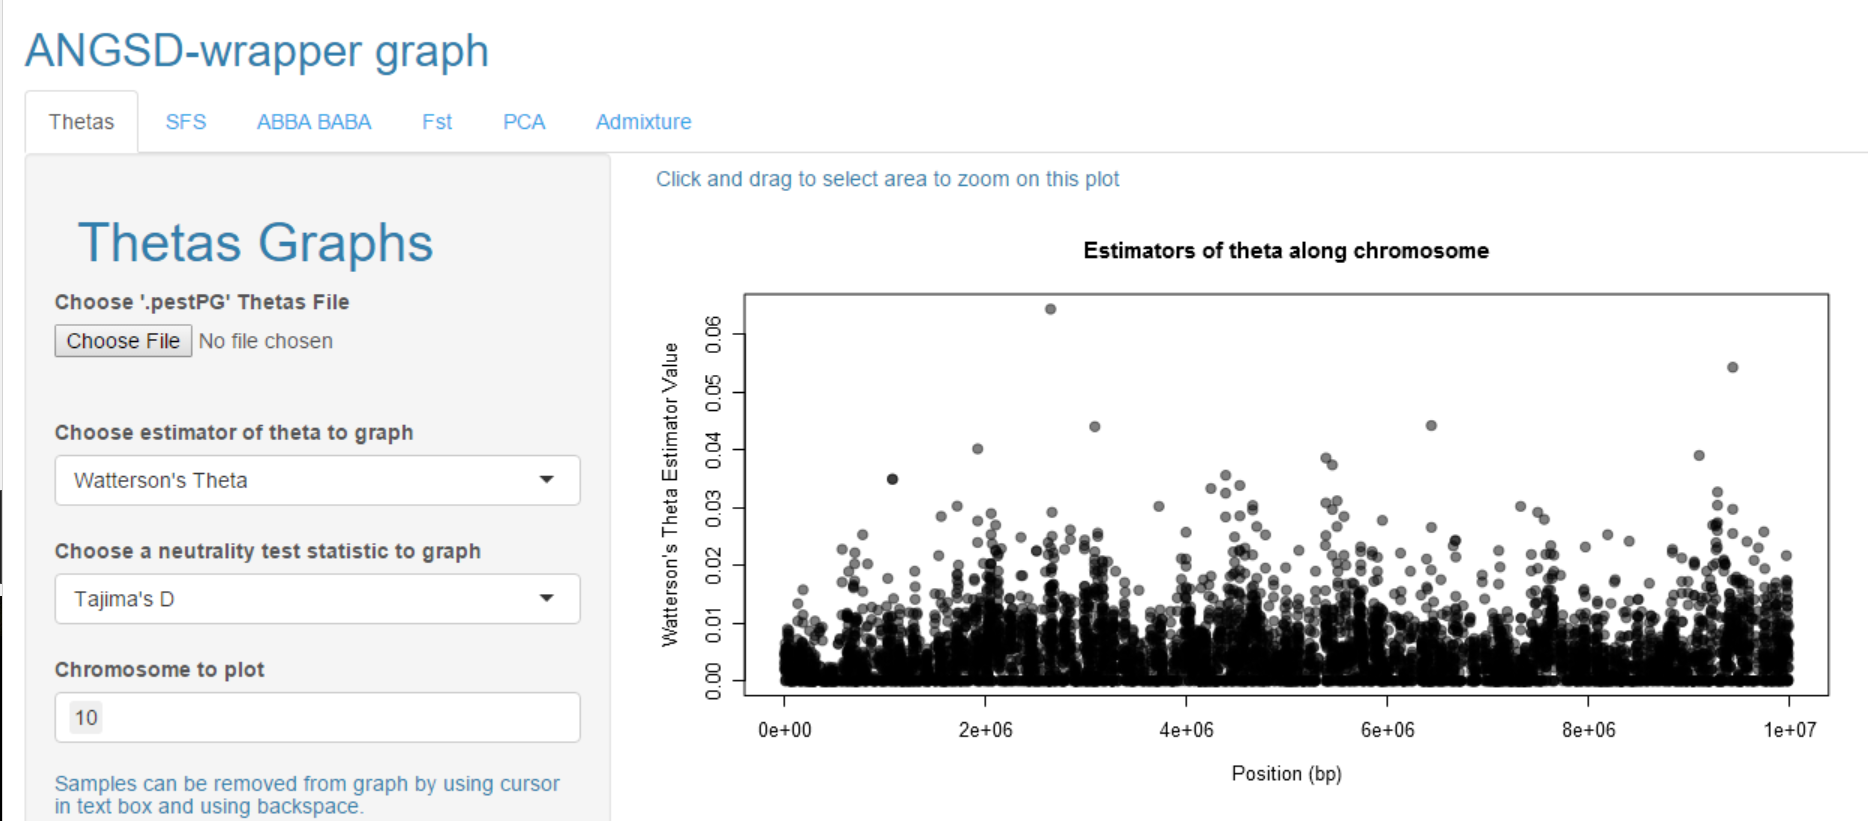 ANGSD-wrapper graph
Thetas SFS ABBA BABA Fst PCA Admixture
Thetas Graphs
Choose '.pestPG' Thetas File
Choose File No file chosen
Choose estimator of theta to graph
Watterson's Theta
Choose a neutrality test statistic to graph
Tajima's D
Chromosome to plot
10
Samples can be removed from graph by using cursor
in text box and using backspace.
Click and drag to select area to zoom on this plot
Estimators of theta along chromosome
Watterson's Theta Estimator Value
0.06
0.05
0.04
0.03
0.02
0.01
0.00
0e+00 2e+06 4e+06 6e+06 8e+06 1e+07
Position (bp)